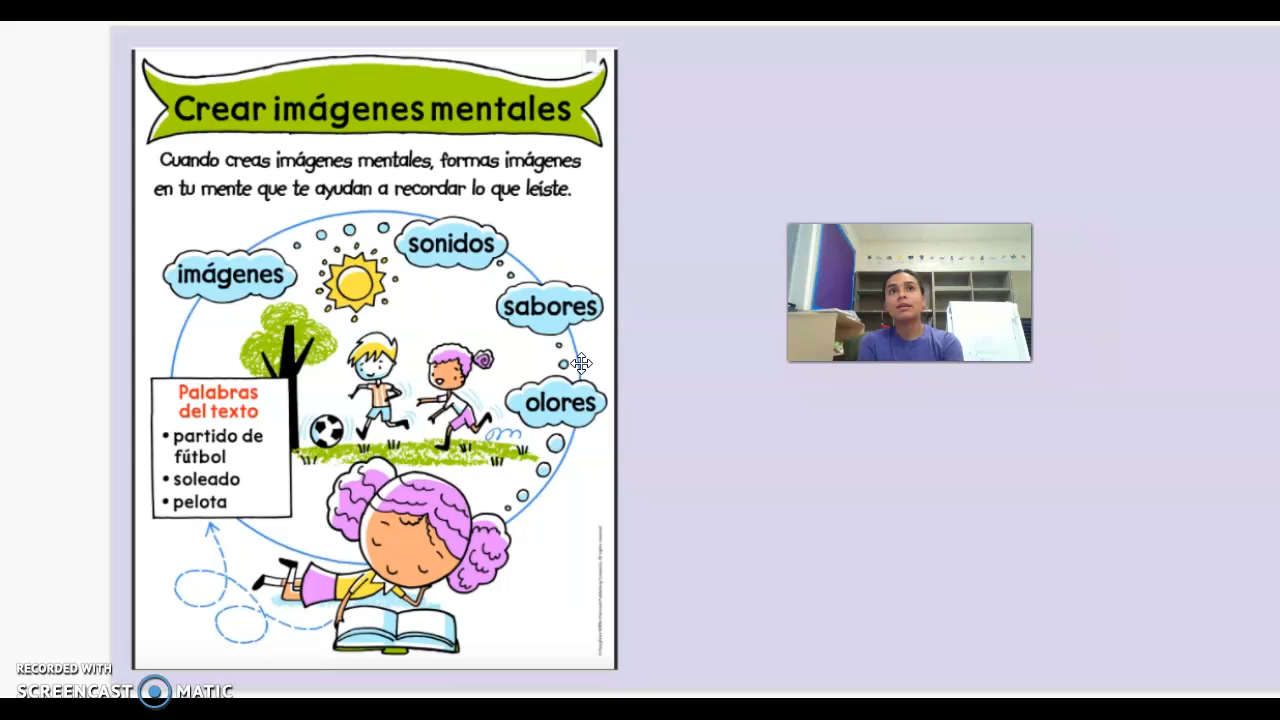 Crear imágenes mentales
Cuando creas imágenes mentales, formas imágenes
en tu mente que te ayudan a recordar lo que leíste.
imágenes
sonidos
sabores
olores
Palabras
del texto
• partido de
fútbol
• soleado
• pelota
RECORDED WITH
SCREENCAST MATIC